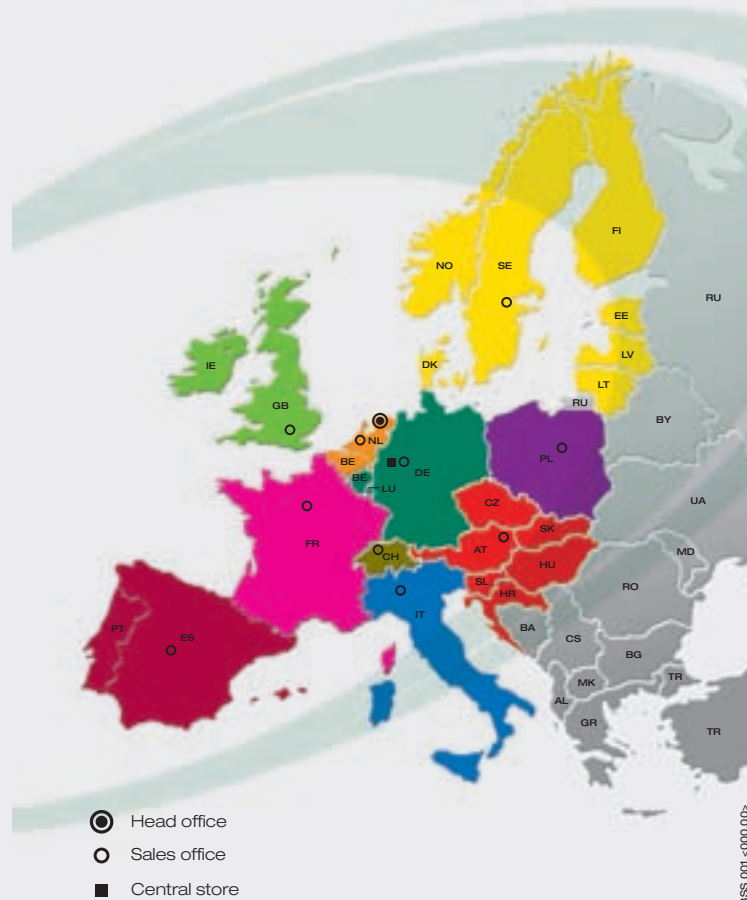 FI
NO
SE
RU
EE
LV
DK
IE
LT
RU
GB
BY
NL
PL
BE
DE
BE
LU
CZ
UA
SK
FR
AT
MD
CH
HU
SL
RO
HR
IT
PT
BA
ES
CS
BG
TR
MK
AL
GR
TR
Head office
Sales office
Central store